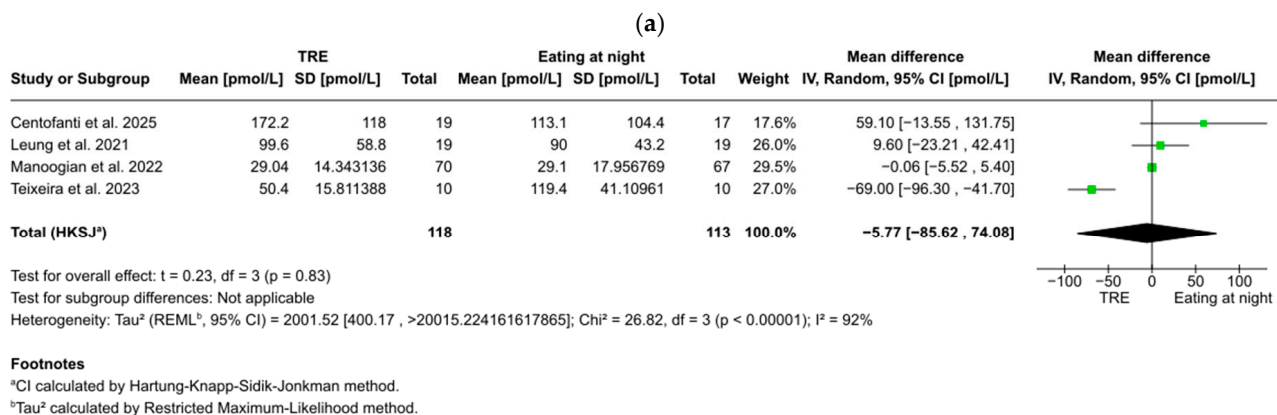 (a)
TRE Eating at night Mean difference Mean difference
Study or Subgroup Mean [pmol/L] SD [pmol/L] Total Mean [pmol/L] SD [pmol/L] Total Weight IV, Random, 95% CI [pmol/L] IV, Random, 95% CI [pmol/L]
Centofanti et al. 2025 172.2 118 19 113.1 104.4 17 17.6% 59.10 [−13.55 , 131.75]
Leung et al. 2021 99.6 58.8 19 90 43.2 19 26.0% 9.60 [−23.21 , 42.41]
Manoogian et al. 2022 29.04 14.343136 70 29.1 17.956769 67 29.5% −0.06 [−5.52 , 5.40]
Teixeira et al. 2023 50.4 15.811388 10 119.4 41.10961 10 27.0% −69.00 [−96.30 , −41.70]
Total (HKSJᵃ) 118 113 100.0% −5.77 [−85.62 , 74.08]
Test for overall effect: t = 0.23, df = 3 (p = 0.83)
−100 −50 0 50 100
Test for subgroup differences: Not applicable
TRE Eating at night
Heterogeneity: Tau² (REMLᵇ, 95% CI) = 2001.52 [400.17 , >20015.224161617865]; Chi² = 26.82, df = 3 (p < 0.00001); I² = 92%
Footnotes
ᵃCI calculated by Hartung-Knapp-Sidik-Jonkman method.
ᵇTau² calculated by Restricted Maximum-Likelihood method.